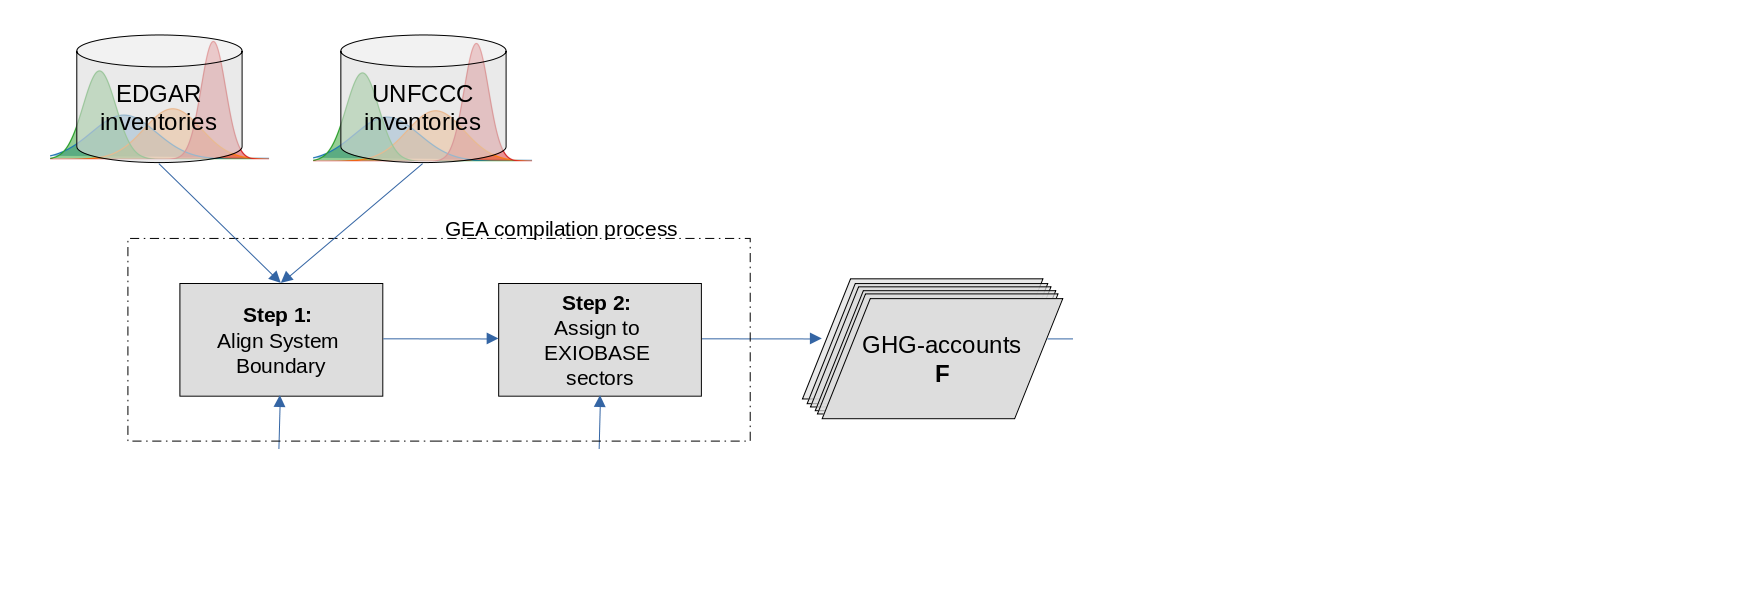 EDGAR
inventories
UNFCCC
inventories
GEA compilation process
Step 1:
Align System
Boundary
Step 2:
Assign to
EXIOBASE
sectors
GHG-accounts
F